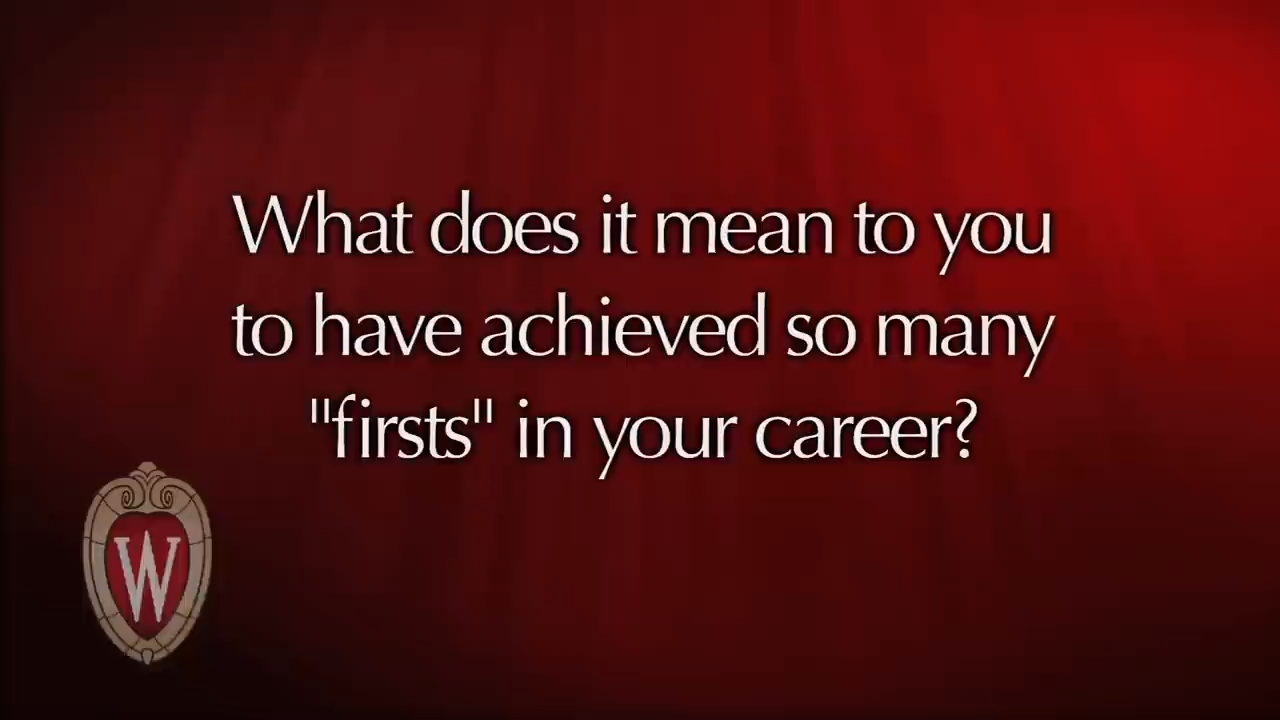 What does it mean to you
to have achieved so many
"firsts" in your career?
W